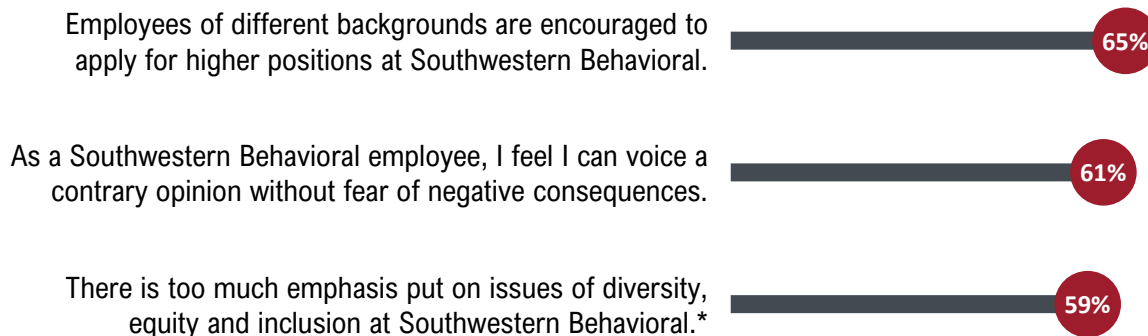 Employees of different backgrounds are encouraged to
apply for higher positions at Southwestern Behavioral.
65%
As a Southwestern Behavioral employee, I feel I can voice a
contrary opinion without fear of negative consequences.
61%
There is too much emphasis put on issues of diversity,
equity and inclusion at Southwestern Behavioral.*
59%